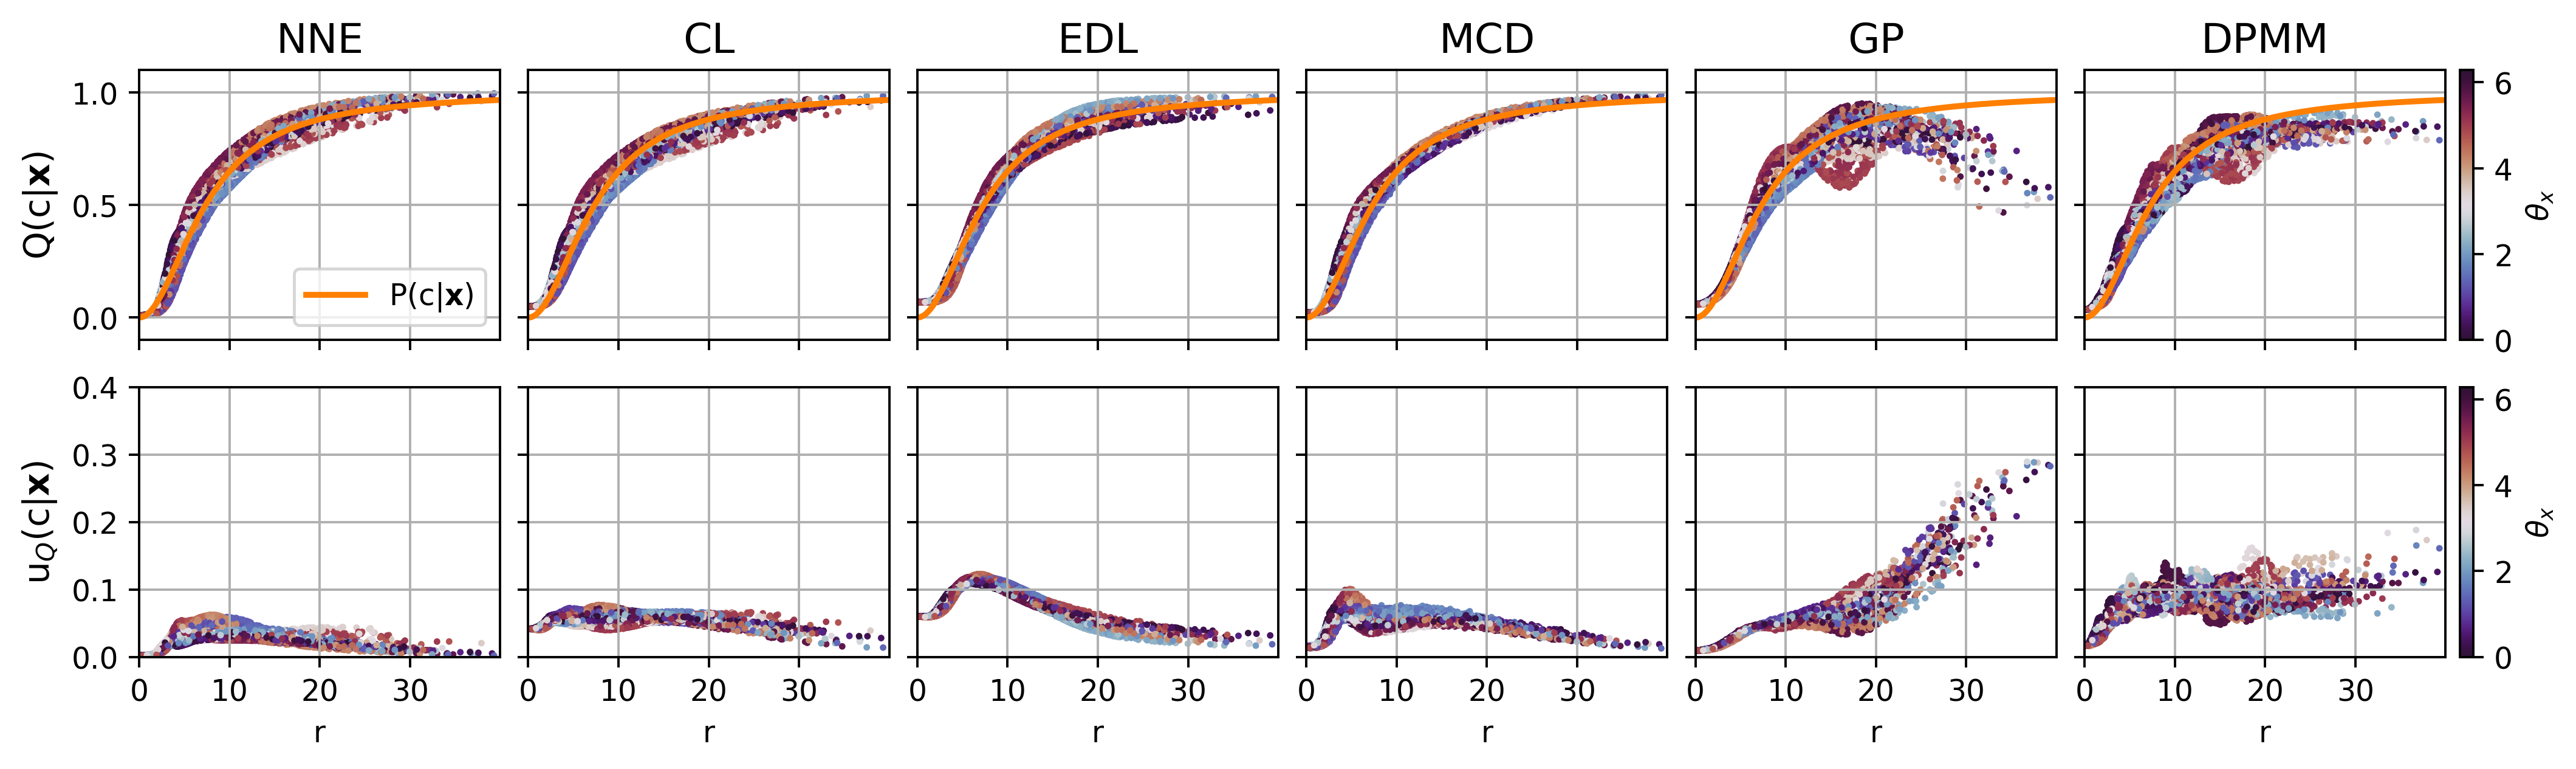 NNE CL EDL MCD GP DPMM
Q(c|x)
1.0
0.5
0.0
P(c|x)
6
4
2
0
θx
uQ(c|x)
0.4
0.3
0.2
0.1
0.0
6
4
2
0
θx
0 10 20 30 0 10 20 30 0 10 20 30 0 10 20 30 0 10 20 30 0 10 20 30
r r r r r r